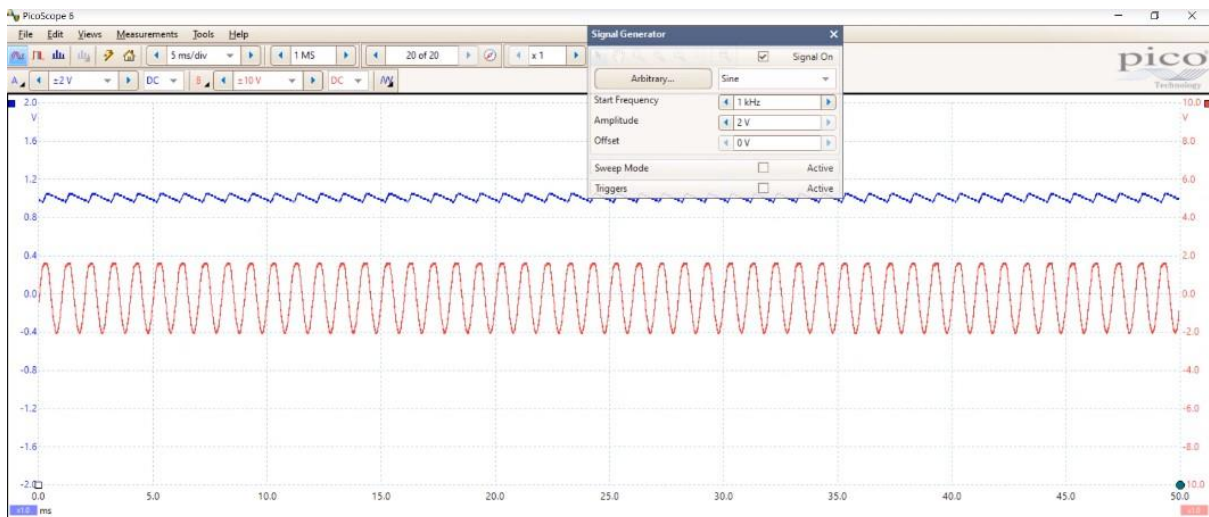 PicoScope 6
File Edit Views Measurements Tools Help
5 ms/div 1 MS 20 of 20 x 1
A ±2 V DC B ±10 V DC
Signal Generator
Signal On
Arbitrary... Sine
Start Frequency 1 kHz
Amplitude 2 V
Offset 0 V
Sweep Mode Active
Triggers Active
pico
Technology
2.0 10.0
V V
1.6 8.0
1.2 6.0
0.8 4.0
0.4 2.0
0.0 0.0
-0.4 -2.0
-0.8 -4.0
-1.2 -6.0
-1.6 -8.0
-2.0 -10.0
0.0 5.0 10.0 15.0 20.0 25.0 30.0 35.0 40.0 45.0 50.0
x1.0 ms x1.0